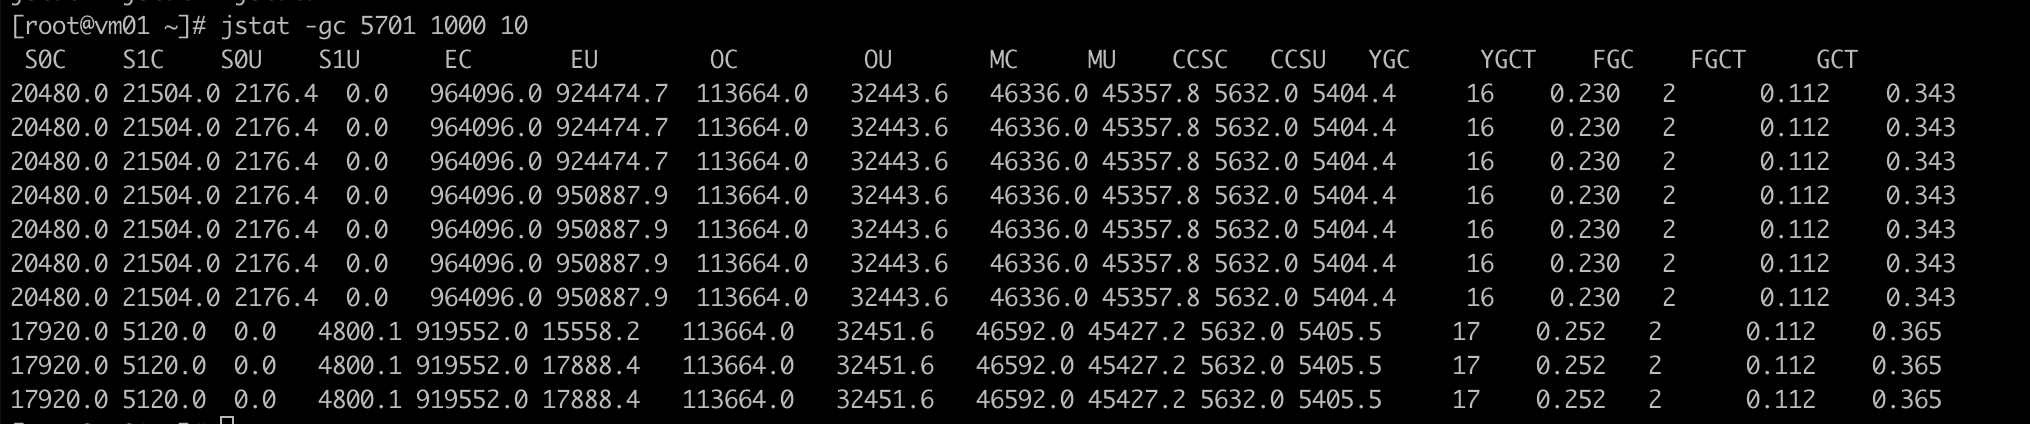 [root@vm01 ~]# jstat -gc 5701 1000 10
S0C S1C S0U S1U EC EU OC OU MC MU CCSC CCSU YGC YGCT FGC FGCT GCT
20480.0 21504.0 2176.4 0.0 964096.0 924474.7 113664.0 32443.6 46336.0 45357.8 5632.0 5404.4 16 0.230 2 0.112 0.343
20480.0 21504.0 2176.4 0.0 964096.0 924474.7 113664.0 32443.6 46336.0 45357.8 5632.0 5404.4 16 0.230 2 0.112 0.343
20480.0 21504.0 2176.4 0.0 964096.0 924474.7 113664.0 32443.6 46336.0 45357.8 5632.0 5404.4 16 0.230 2 0.112 0.343
20480.0 21504.0 2176.4 0.0 964096.0 950887.9 113664.0 32443.6 46336.0 45357.8 5632.0 5404.4 16 0.230 2 0.112 0.343
20480.0 21504.0 2176.4 0.0 964096.0 950887.9 113664.0 32443.6 46336.0 45357.8 5632.0 5404.4 16 0.230 2 0.112 0.343
20480.0 21504.0 2176.4 0.0 964096.0 950887.9 113664.0 32443.6 46336.0 45357.8 5632.0 5404.4 16 0.230 2 0.112 0.343
20480.0 21504.0 2176.4 0.0 964096.0 950887.9 113664.0 32443.6 46336.0 45357.8 5632.0 5404.4 16 0.230 2 0.112 0.343
17920.0 5120.0 0.0 4800.1 919552.0 15558.2 113664.0 32451.6 46592.0 45427.2 5632.0 5405.5 17 0.252 2 0.112 0.365
17920.0 5120.0 0.0 4800.1 919552.0 17888.4 113664.0 32451.6 46592.0 45427.2 5632.0 5405.5 17 0.252 2 0.112 0.365
17920.0 5120.0 0.0 4800.1 919552.0 17888.4 113664.0 32451.6 46592.0 45427.2 5632.0 5405.5 17 0.252 2 0.112 0.365